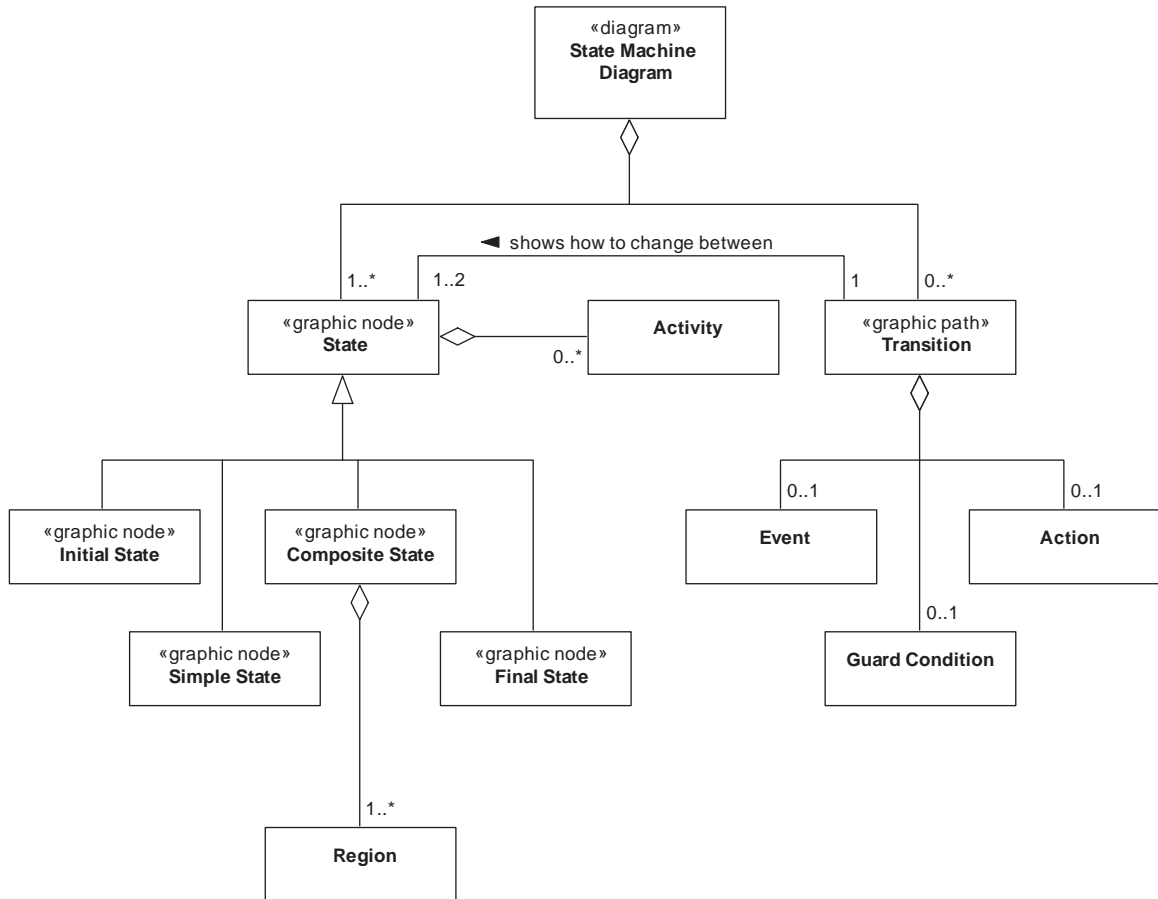 «diagram»
State Machine
Diagram
shows how to change between
1..*
1..2
1
0..*
«graphic node»
State
Activity
«graphic path»
Transition
0..*
0..1
0..1
«graphic node»
Initial State
«graphic node»
Composite State
Event
Action
0..1
«graphic node»
Simple State
«graphic node»
Final State
Guard Condition
1..*
Region